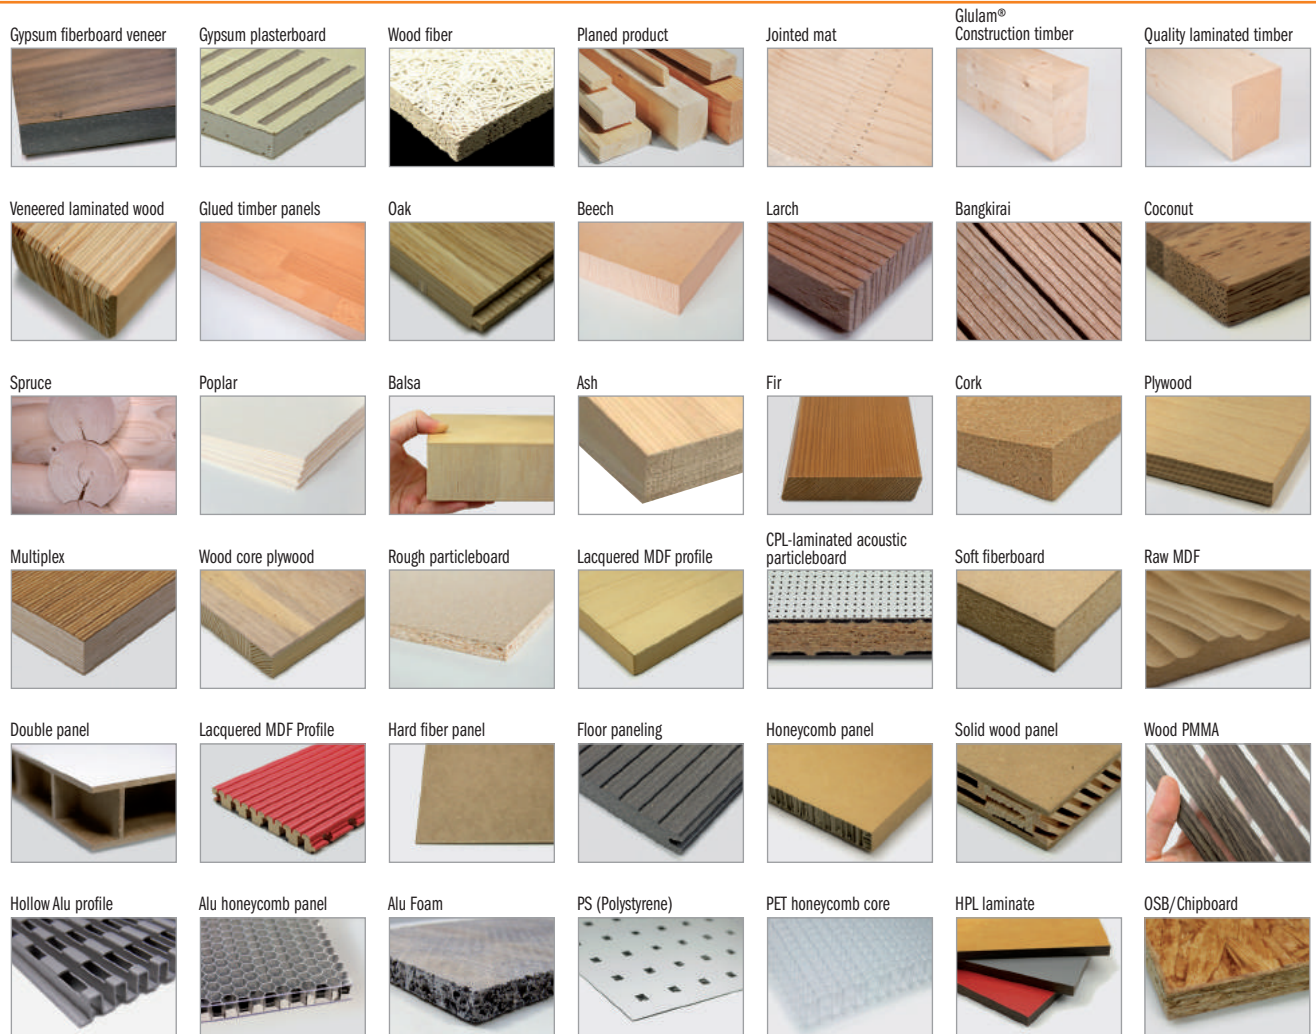 Gypsum fiberboard veneer
Gypsum plasterboard
Wood fiber
Planed product
Jointed mat
Glulam®
Construction timber
Quality laminated timber
Veneered laminated wood
Glued timber panels
Oak
Beech
Larch
Bangkirai
Coconut
Spruce
Poplar
Balsa
Ash
Fir
Cork
Plywood
Multiplex
Wood core plywood
Rough particleboard
Lacquered MDF profile
CPL-laminated acoustic
particleboard
Soft fiberboard
Raw MDF
Double panel
Lacquered MDF Profile
Hard fiber panel
Floor paneling
Honeycomb panel
Solid wood panel
Wood PMMA
Hollow Alu profile
Alu honeycomb panel
Alu Foam
PS (Polystyrene)
PET honeycomb core
HPL laminate
OSB/Chipboard